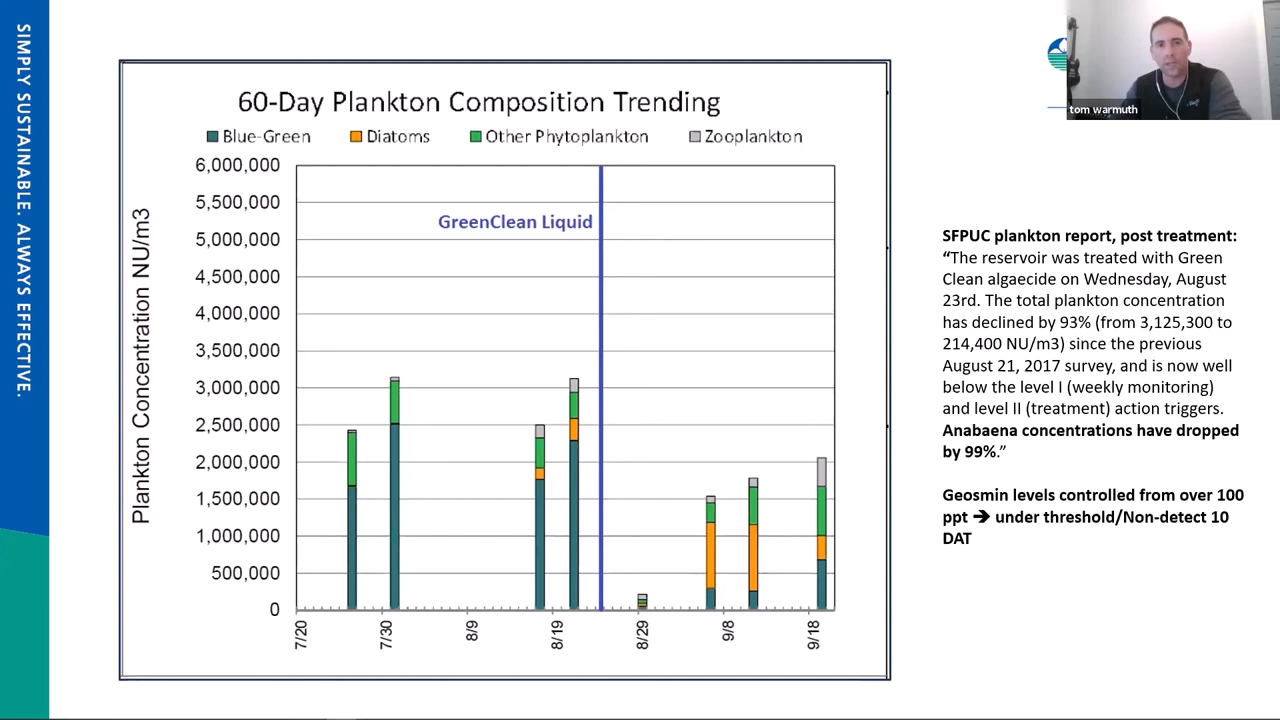 SIMPLY SUSTAINABLE. ALWAYS EFFECTIVE.
60-Day Plankton Composition Trending
Blue-Green Diatoms Other Phytoplankton Zooplankton
Plankton Concentration NU/m3
6,000,000
5,500,000
5,000,000
4,500,000
4,000,000
3,500,000
3,000,000
2,500,000
2,000,000
1,500,000
1,000,000
500,000
0
GreenClean Liquid
7/20 7/30 8/9 8/19 8/29 9/8 9/18
tom warmuth
SFPUC plankton report, post treatment:
“The reservoir was treated with Green
Clean algaecide on Wednesday, August
23rd. The total plankton concentration
has declined by 93% (from 3,125,300 to
214,400 NU/m3) since the previous
August 21, 2017 survey, and is now well
below the level I (weekly monitoring)
and level II (treatment) action triggers.
Anabaena concentrations have dropped
by 99%.”
Geosmin levels controlled from over 100
ppt ➔ under threshold/Non-detect 10
DAT